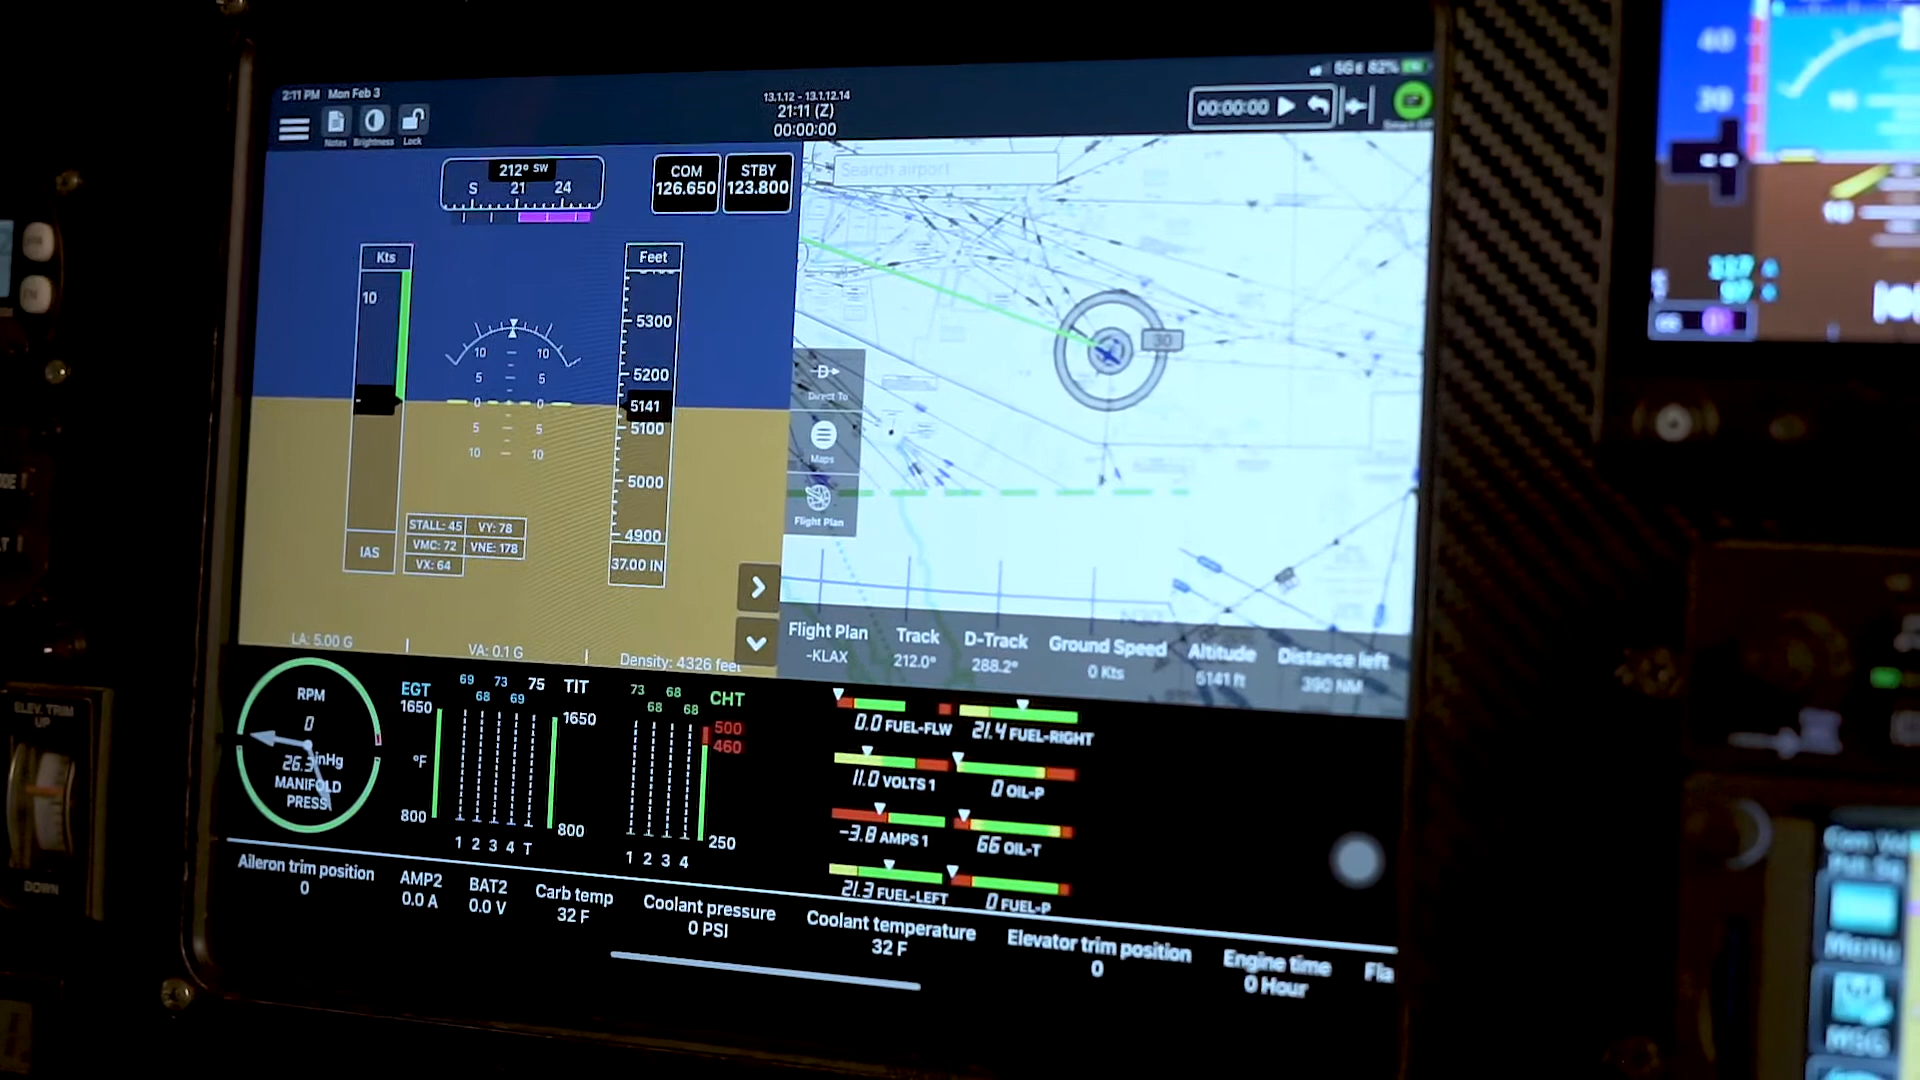 2:11 PM Mon Feb 3
5G E 82%
Notes Brightness Lock
13.1.12 - 13.1.12.14
21:11 (Z)
00:00:00
00:00:00
212° SW
S 21 24
COM
126.650
STBY
123.800
Search airport
Kts
10
IAS
10 10
5 5
0 0
5 5
10 10
Feet
5300
5200
5141
5100
5000
4900
37.00 IN
STALL: 45 VY: 78
VMC: 72 VNE: 178
VX: 64
30
Direct To
Maps
Flight Plan
LA: 5.00 G
VA: 0.1 G
Density: 4326 feet
Flight Plan
-KLAX
Track
212.0°
D-Track
288.2°
Ground Speed
0 Kts
Altitude
5141 ft
Distance left
390 NM
RPM
0
26.3 inHg
MANIFOLD
PRESS
EGT
1650
°F
800
69 68 73 69 75
TIT
1650
800
1 2 3 4 T
73 68 68 68
CHT
500
460
250
1 2 3 4
0.0 FUEL-FLW
21.4 FUEL-RIGHT
11.0 VOLTS 1
0 OIL-P
-3.8 AMPS 1
66 OIL-T
21.3 FUEL-LEFT
0 FUEL-P
Aileron trim position
0
AMP2
0.0 A
BAT2
0.0 V
Carb temp
32 F
Coolant pressure
0 PSI
Coolant temperature
32 F
Elevator trim position
0
Engine time
0 Hour
Fla
ELEV. TRIM
UP
DOWN
40
30
10
10
Menu
MSG